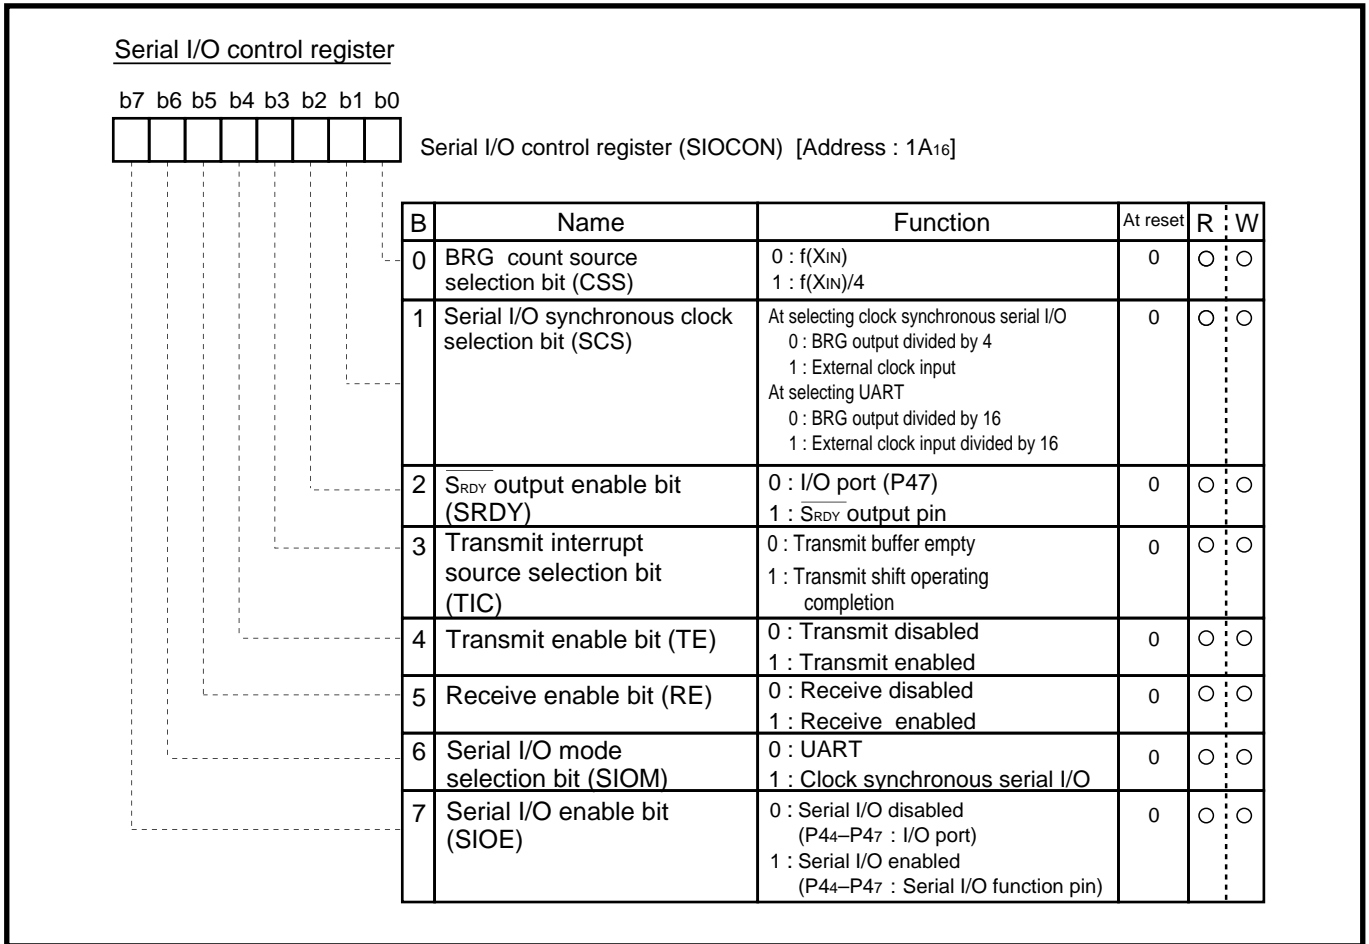 Serial I/O control register
b7 b6 b5 b4 b3 b2 b1 b0
Serial I/O control register (SIOCON) [Address : 1A16]
B Name Function At reset R W
0 BRG count source selection bit (CSS) 0 : f(XIN) 0 O O
1 : f(XIN)/4
1 Serial I/O synchronous clock selection bit (SCS) At selecting clock synchronous serial I/O 0 O O
0 : BRG output divided by 4
1 : External clock input
At selecting UART
0 : BRG output divided by 16
1 : External clock input divided by 16
2 SRDY output enable bit (SRDY) 0 : I/O port (P47) 0 O O
1 : SRDY output pin
3 Transmit interrupt source selection bit (TIC) 0 : Transmit buffer empty 0 O O
1 : Transmit shift operating
completion
4 Transmit enable bit (TE) 0 : Transmit disabled 0 O O
1 : Transmit enabled
5 Receive enable bit (RE) 0 : Receive disabled 0 O O
1 : Receive enabled
6 Serial I/O mode selection bit (SIOM) 0 : UART 0 O O
1 : Clock synchronous serial I/O
7 Serial I/O enable bit (SIOE) 0 : Serial I/O disabled 0 O O
(P44–P47 : I/O port)
1 : Serial I/O enabled
(P44–P47 : Serial I/O function pin)